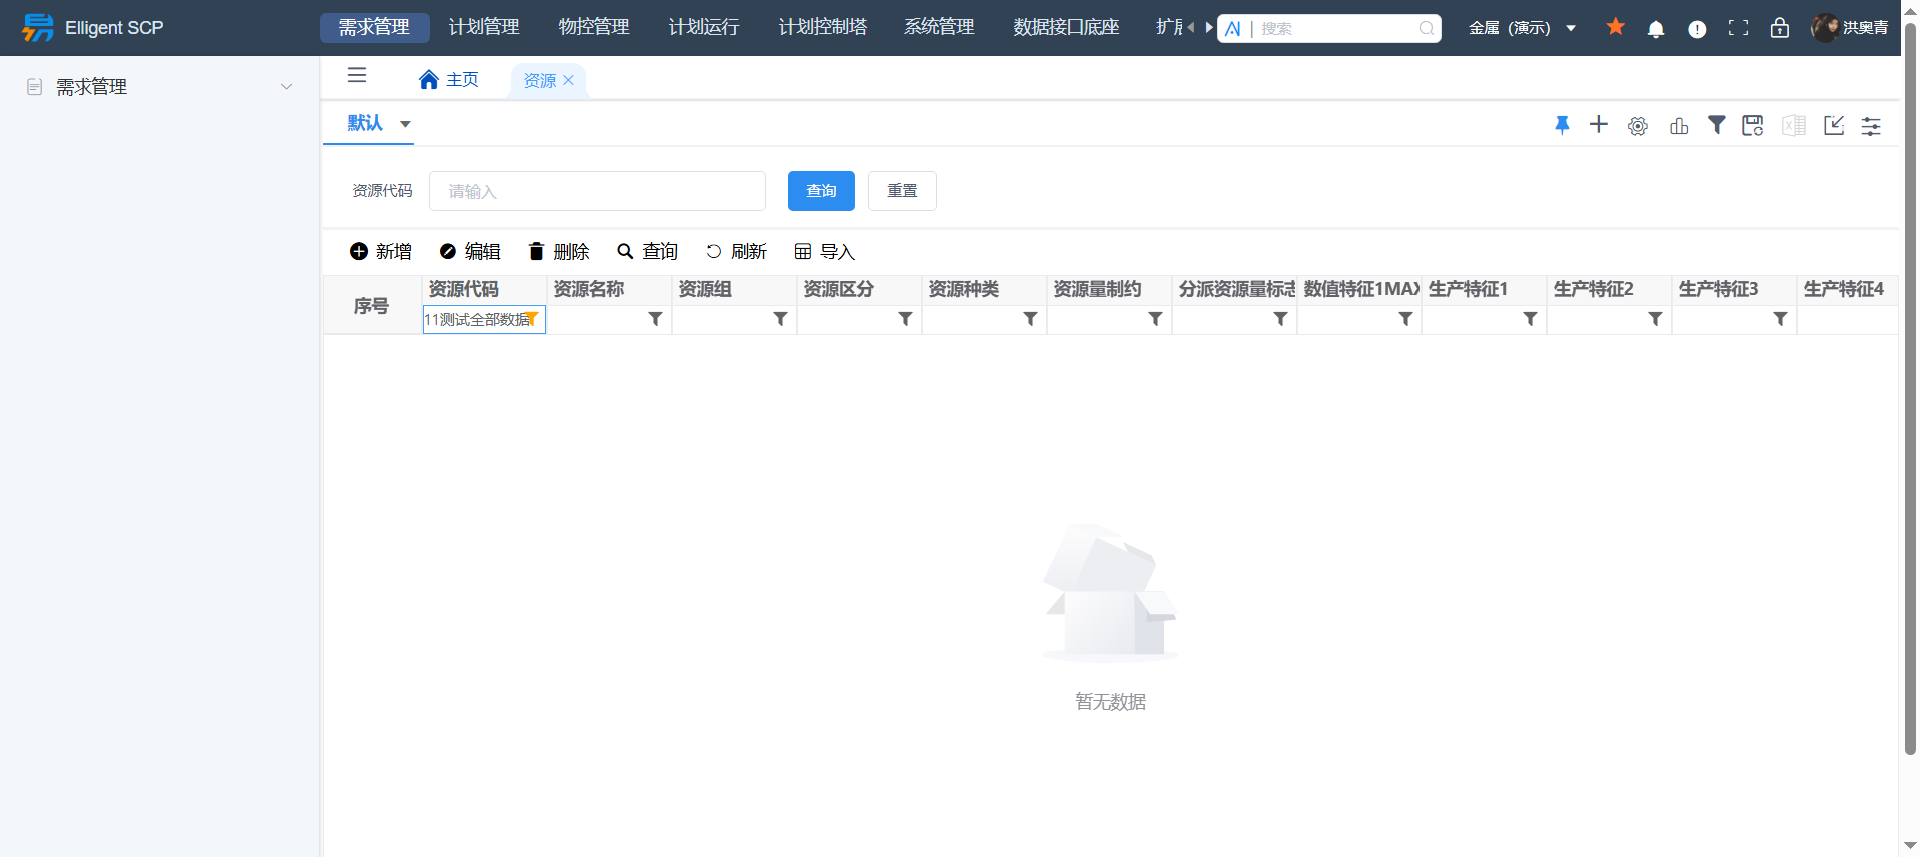 Elligent SCP
需求管理 计划管理 物控管理 计划运行 计划控制塔 系统管理 数据接口底座
搜索
金属（演示）
洪奥青
需求管理
主页
资源
默认
资源代码
请输入
查询
重置
新增
编辑
删除
查询
刷新
导入
序号
资源代码 资源名称 资源组 资源区分 资源种类 资源量制约 分派资源量标志 数值特征1MAX 生产特征1 生产特征2 生产特征3 生产特征4
11测试全部数据
暂无数据